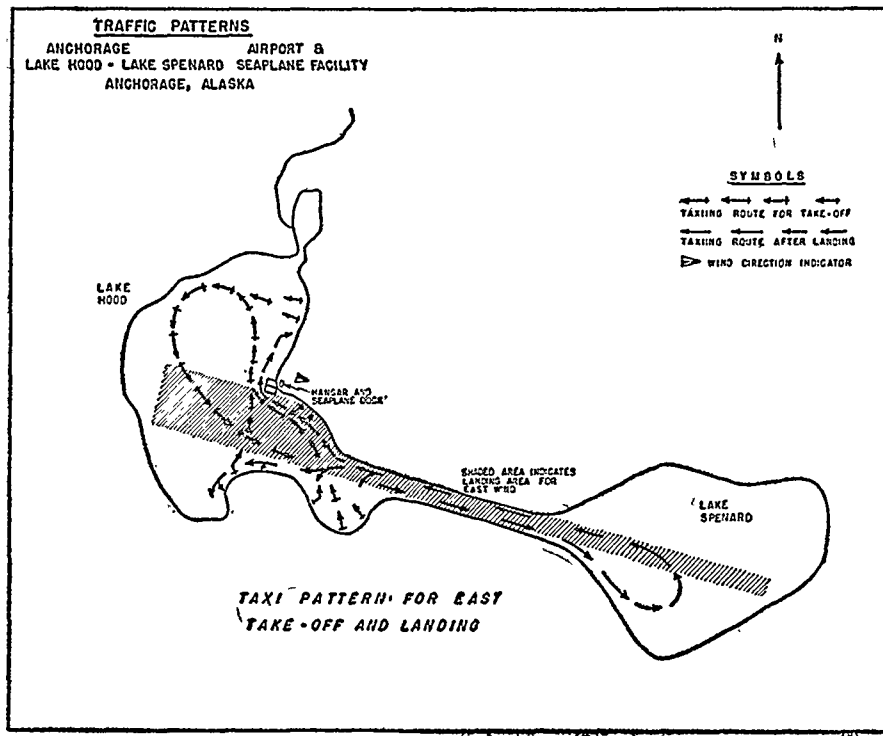 TRAFFIC PATTERNS
ANCHORAGE AIRPORT &
LAKE HOOD - LAKE SPENARD SEAPLANE FACILITY
ANCHORAGE, ALASKA
N
SYMBOLS
TAXIING ROUTE FOR TAKE-OFF
TAXIING ROUTE AFTER LANDING
WIND DIRECTION INDICATOR
LAKE
HOOD
HANGAR AND
SEAPLANE DOCK
SHADED AREA INDICATES
LANDING AREA FOR
EAST WIND
LAKE
SPENARD
TAXI PATTERN FOR EAST
TAKE-OFF AND LANDING